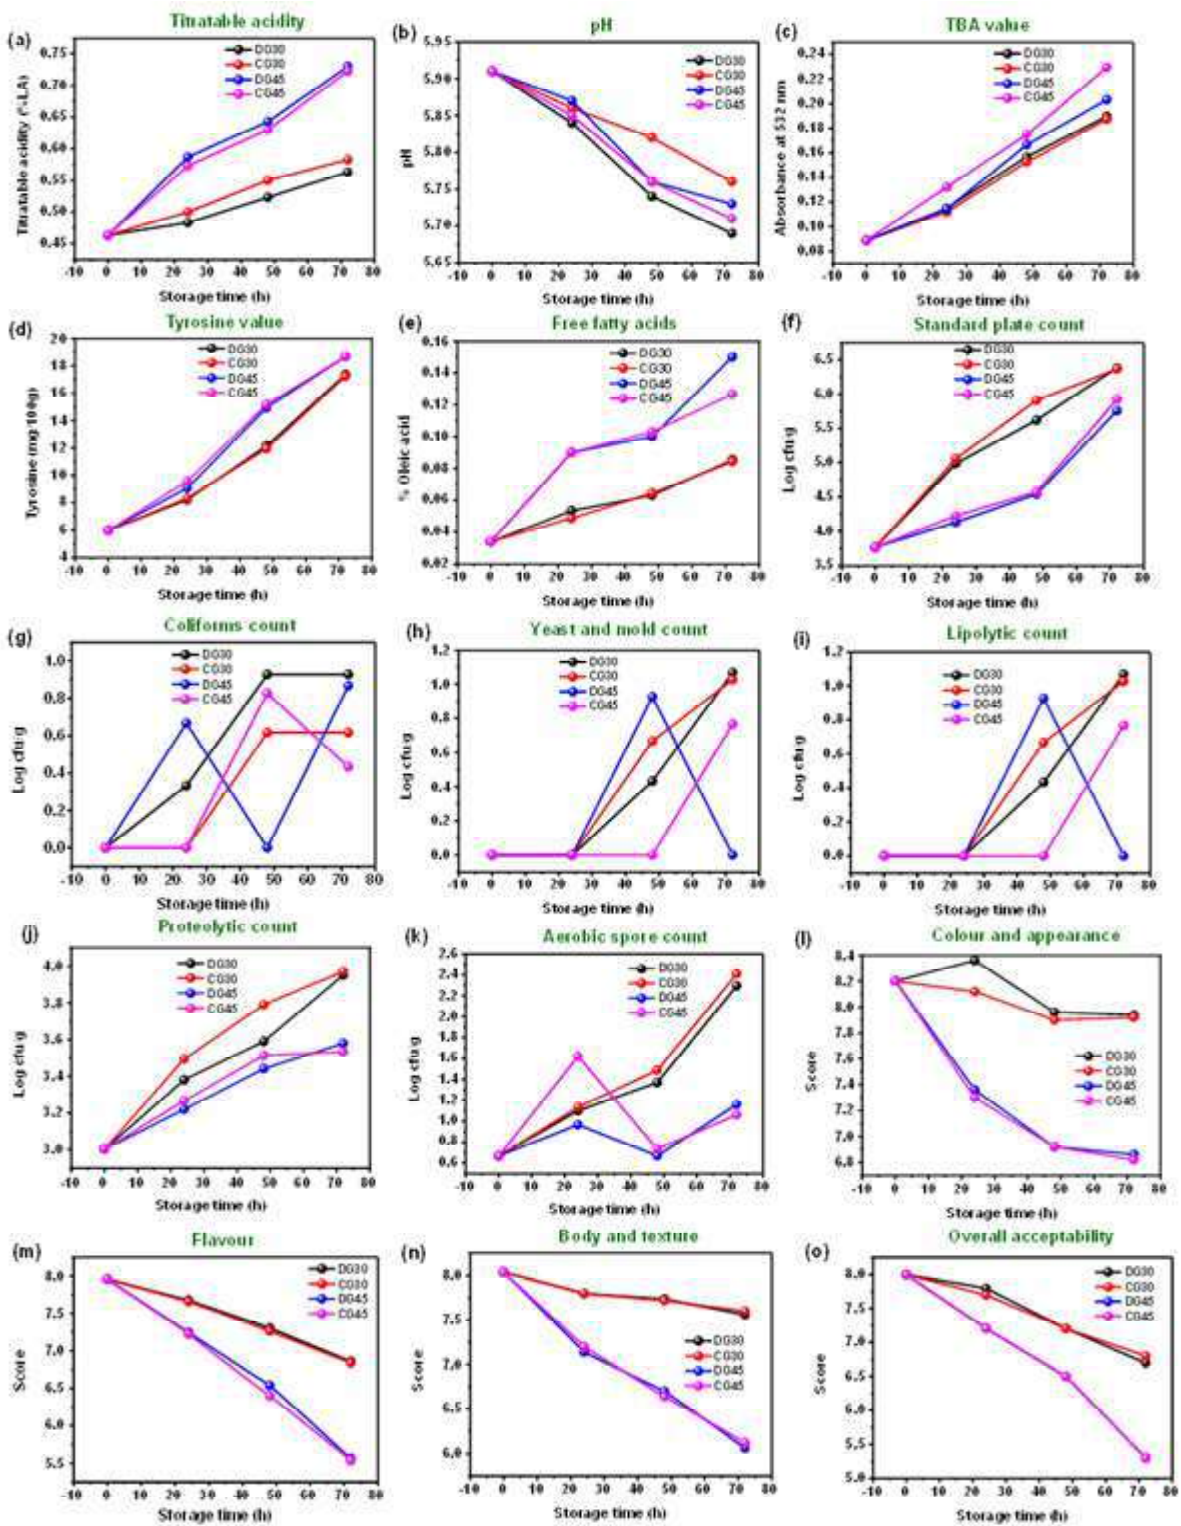 Titratable acidity
(a)
DG30
CG30
DG45
CG45
Titratable acidity (%LA)
0.75
0.70
0.65
0.60
0.55
0.50
0.45
-10 0 10 20 30 40 50 60 70 80
Storage time (h)
pH
(b)
DG30
CG30
DG45
CG45
pH
5.95
5.90
5.85
5.80
5.75
5.70
5.65
-10 0 10 20 30 40 50 60 70 80
Storage time (h)
TBA value
(c)
DG30
CG30
DG45
CG45
Absorbance at 532 nm
0.24
0.22
0.20
0.18
0.16
0.14
0.12
0.10
0.08
-10 0 10 20 30 40 50 60 70 80
Storage time (h)
Tyrosine value
(d)
DG30
CG30
DG45
CG45
Tyrosine (mg/100g)
20
18
16
14
12
10
8
6
4
-10 0 10 20 30 40 50 60 70 80
Storage time (h)
Free fatty acids
(e)
DG30
CG30
DG45
CG45
% Oleic acid
0.16
0.14
0.12
0.10
0.08
0.06
0.04
0.02
-10 0 10 20 30 40 50 60 70 80
Storage time (h)
Standard plate count
(f)
DG30
CG30
DG45
CG45
Log cfu/g
6.5
6.0
5.5
5.0
4.5
4.0
3.5
-10 0 10 20 30 40 50 60 70 80
Storage time (h)
Coliforms count
(g)
DG30
CG30
DG45
CG45
Log cfu/g
1.0
0.8
0.6
0.4
0.2
0.0
-10 0 10 20 30 40 50 60 70 80
Storage time (h)
Yeast and mold count
(h)
DG30
CG30
DG45
CG45
Log cfu/g
1.2
1.0
0.8
0.6
0.4
0.2
0.0
-10 0 10 20 30 40 50 60 70 80
Storage time (h)
Lipolytic count
(i)
DG30
CG30
DG45
CG45
Log cfu/g
1.2
1.0
0.8
0.6
0.4
0.2
0.0
-10 0 10 20 30 40 50 60 70 80
Storage time (h)
Proteolytic count
(j)
DG30
CG30
DG45
CG45
Log cfu/g
4.0
3.8
3.6
3.4
3.2
3.0
-10 0 10 20 30 40 50 60 70 80
Storage time (h)
Aerobic spore count
(k)
DG30
CG30
DG45
CG45
Log cfu/g
2.6
2.4
2.2
2.0
1.8
1.6
1.4
1.2
1.0
0.8
0.6
-10 0 10 20 30 40 50 60 70 80
Storage time (h)
Colour and appearance
(l)
DG30
CG30
DG45
CG45
Score
8.4
8.2
8.0
7.8
7.6
7.4
7.2
7.0
6.8
-10 0 10 20 30 40 50 60 70 80
Storage time (h)
Flavour
(m)
DG30
CG30
DG45
CG45
Score
8.0
7.5
7.0
6.5
6.0
5.5
-10 0 10 20 30 40 50 60 70 80
Storage time (h)
Body and texture
(n)
DG30
CG30
DG45
CG45
Score
8.0
7.5
7.0
6.5
6.0
-10 0 10 20 30 40 50 60 70 80
Storage time (h)
Overall acceptability
(o)
DG30
CG30
DG45
CG45
Score
8.0
7.5
7.0
6.5
6.0
5.5
5.0
-10 0 10 20 30 40 50 60 70 80
Storage time (h)